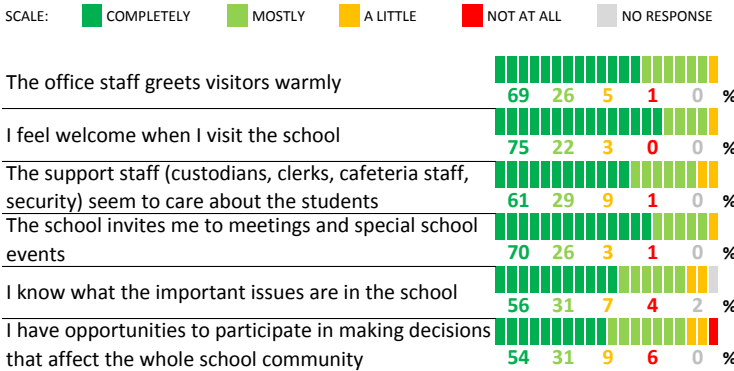 SCALE: COMPLETELY MOSTLY A LITTLE NOT AT ALL NO RESPONSE
The office staff greets visitors warmly
69 26 5 1 0 %
I feel welcome when I visit the school
75 22 3 0 0 %
The support staff (custodians, clerks, cafeteria staff,
security) seem to care about the students
61 29 9 1 0 %
The school invites me to meetings and special school
events
70 26 3 1 0 %
I know what the important issues are in the school
56 31 7 4 2 %
I have opportunities to participate in making decisions
that affect the whole school community
54 31 9 6 0 %